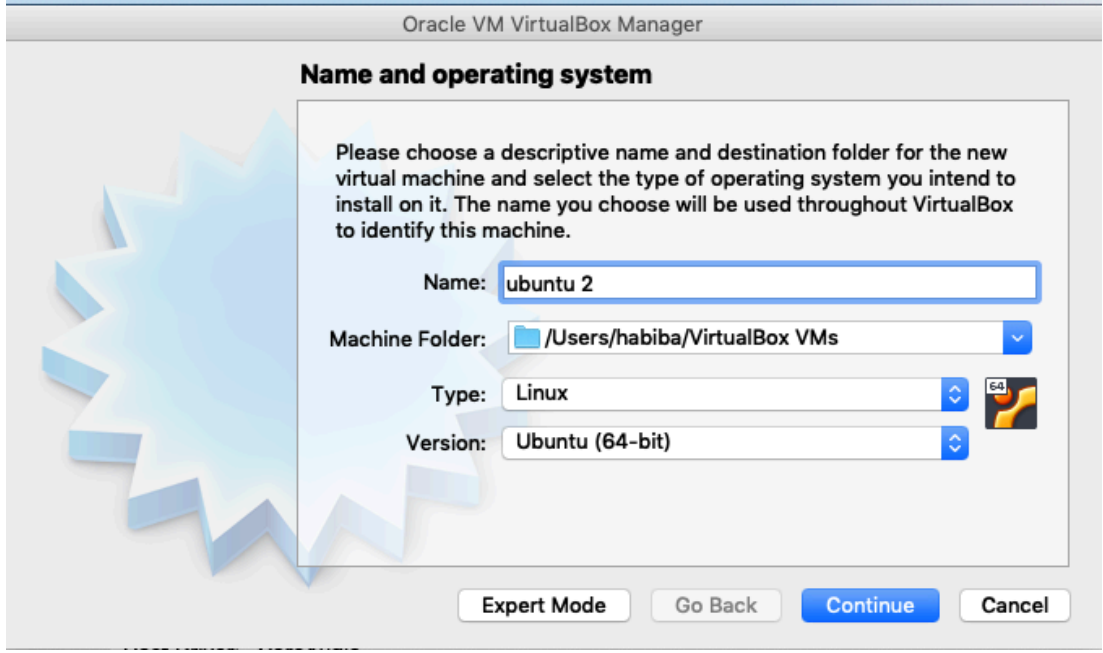 Oracle VM VirtualBox Manager
Name and operating system
Please choose a descriptive name and destination folder for the new
virtual machine and select the type of operating system you intend to
install on it. The name you choose will be used throughout VirtualBox
to identify this machine.
Name: ubuntu 2
Machine Folder: /Users/habiba/VirtualBox VMs
Type: Linux
64
Version: Ubuntu (64-bit)
Expert Mode Go Back Continue Cancel